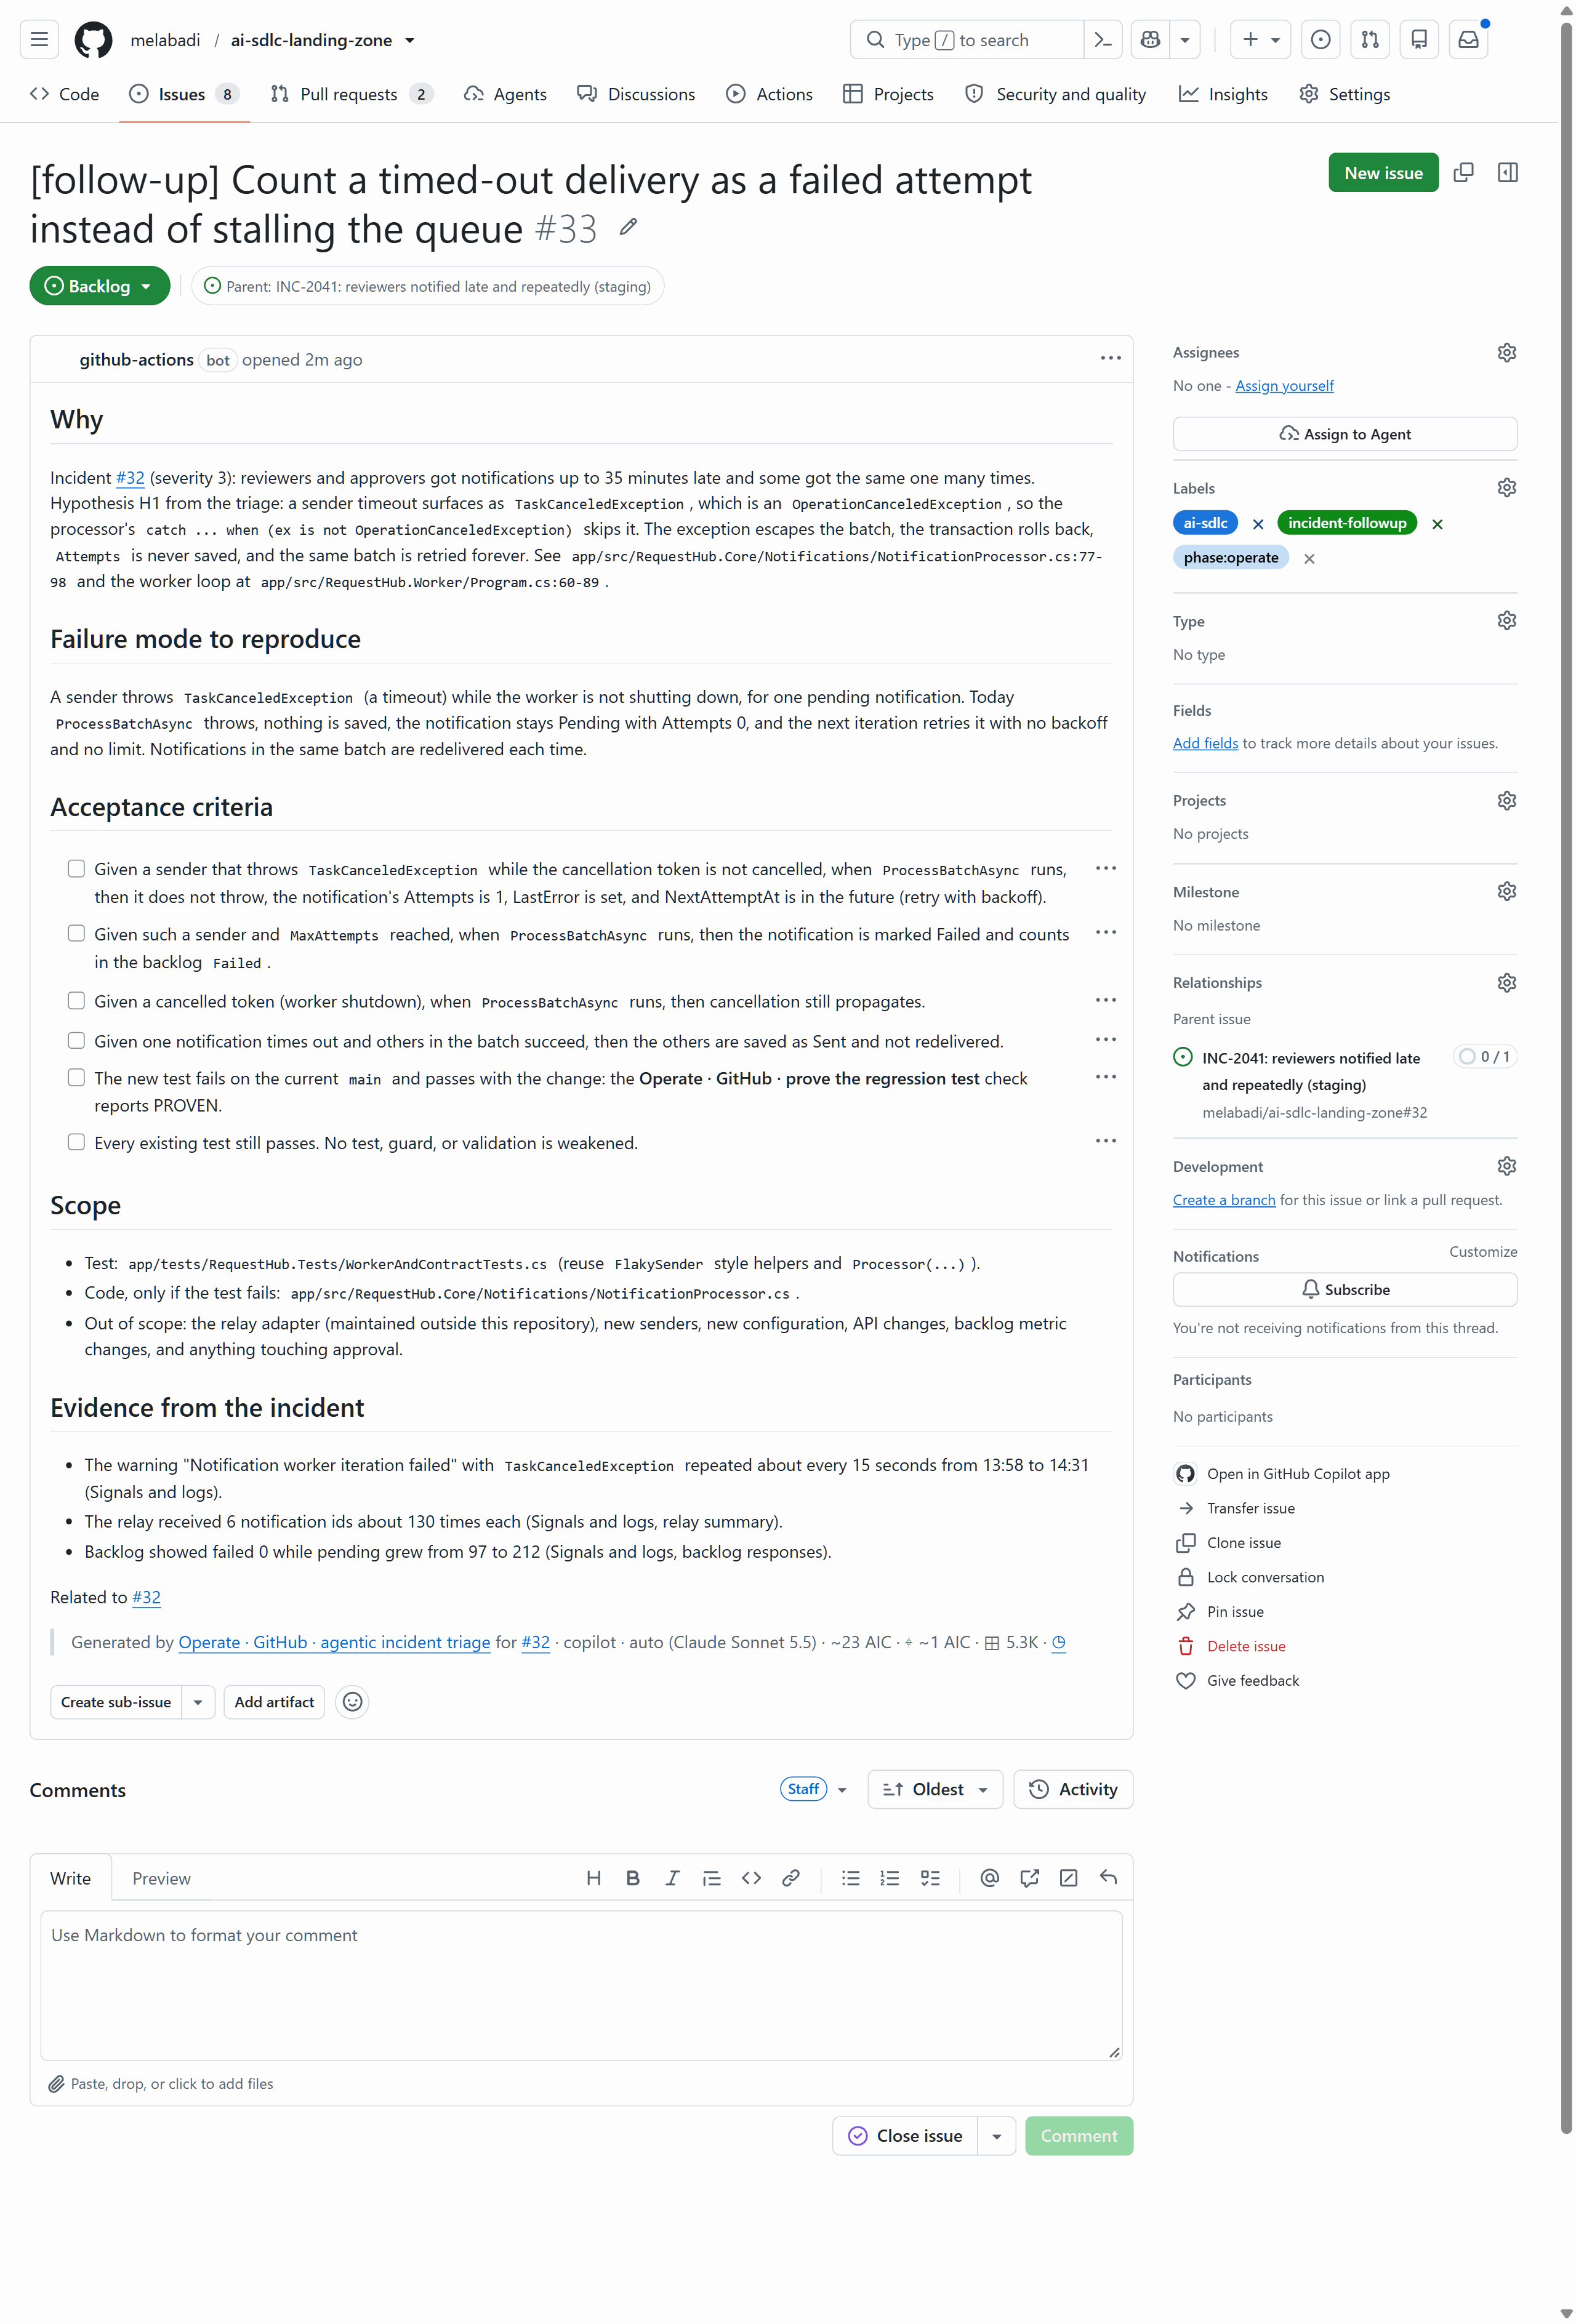 melabadi / ai-sdlc-landing-zone
Type / to search
Code
Issues 8
Pull requests 2
Agents
Discussions
Actions
Projects
Security and quality
Insights
Settings
[follow-up] Count a timed-out delivery as a failed attempt
instead of stalling the queue #33
New issue
Backlog
Parent: INC-2041: reviewers notified late and repeatedly (staging)
github-actions bot opened 2m ago
Why
Incident #32 (severity 3): reviewers and approvers got notifications up to 35 minutes late and some got the same one many times.
Hypothesis H1 from the triage: a sender timeout surfaces as TaskCanceledException , which is an OperationCanceledException , so the
processor's catch ... when (ex is not OperationCanceledException) skips it. The exception escapes the batch, the transaction rolls back,
Attempts is never saved, and the same batch is retried forever. See app/src/RequestHub.Core/Notifications/NotificationProcessor.cs:77-
98 and the worker loop at app/src/RequestHub.Worker/Program.cs:60-89 .
Failure mode to reproduce
A sender throws TaskCanceledException (a timeout) while the worker is not shutting down, for one pending notification. Today
ProcessBatchAsync throws, nothing is saved, the notification stays Pending with Attempts 0, and the next iteration retries it with no backoff
and no limit. Notifications in the same batch are redelivered each time.
Acceptance criteria
Given a sender that throws TaskCanceledException while the cancellation token is not cancelled, when ProcessBatchAsync runs,
then it does not throw, the notification's Attempts is 1, LastError is set, and NextAttemptAt is in the future (retry with backoff).
Given such a sender and MaxAttempts reached, when ProcessBatchAsync runs, then the notification is marked Failed and counts
in the backlog Failed .
Given a cancelled token (worker shutdown), when ProcessBatchAsync runs, then cancellation still propagates.
Given one notification times out and others in the batch succeed, then the others are saved as Sent and not redelivered.
The new test fails on the current main and passes with the change: the Operate · GitHub · prove the regression test check
reports PROVEN.
Every existing test still passes. No test, guard, or validation is weakened.
Scope
• Test: app/tests/RequestHub.Tests/WorkerAndContractTests.cs (reuse FlakySender style helpers and Processor(...) ).
• Code, only if the test fails: app/src/RequestHub.Core/Notifications/NotificationProcessor.cs .
• Out of scope: the relay adapter (maintained outside this repository), new senders, new configuration, API changes, backlog metric
changes, and anything touching approval.
Evidence from the incident
• The warning "Notification worker iteration failed" with TaskCanceledException repeated about every 15 seconds from 13:58 to 14:31
(Signals and logs).
• The relay received 6 notification ids about 130 times each (Signals and logs, relay summary).
• Backlog showed failed 0 while pending grew from 97 to 212 (Signals and logs, backlog responses).
Related to #32
Generated by Operate · GitHub · agentic incident triage for #32 · copilot · auto (Claude Sonnet 5.5) · ~23 AIC · ⌖ ~1 AIC · ⊞ 5.3K · ◷
Create sub-issue
Add artifact
Comments
Staff
Oldest
Activity
Write
Preview
Use Markdown to format your comment
Paste, drop, or click to add files
Close issue
Comment
Assignees
No one - Assign yourself
Assign to Agent
Labels
ai-sdlc × incident-followup ×
phase:operate ×
Type
No type
Fields
Add fields to track more details about your issues.
Projects
No projects
Milestone
No milestone
Relationships
Parent issue
INC-2041: reviewers notified late 0 / 1
and repeatedly (staging)
melabadi/ai-sdlc-landing-zone#32
Development
Create a branch for this issue or link a pull request.
Notifications
Customize
Subscribe
You're not receiving notifications from this thread.
Participants
No participants
Open in GitHub Copilot app
Transfer issue
Clone issue
Lock conversation
Pin issue
Delete issue
Give feedback